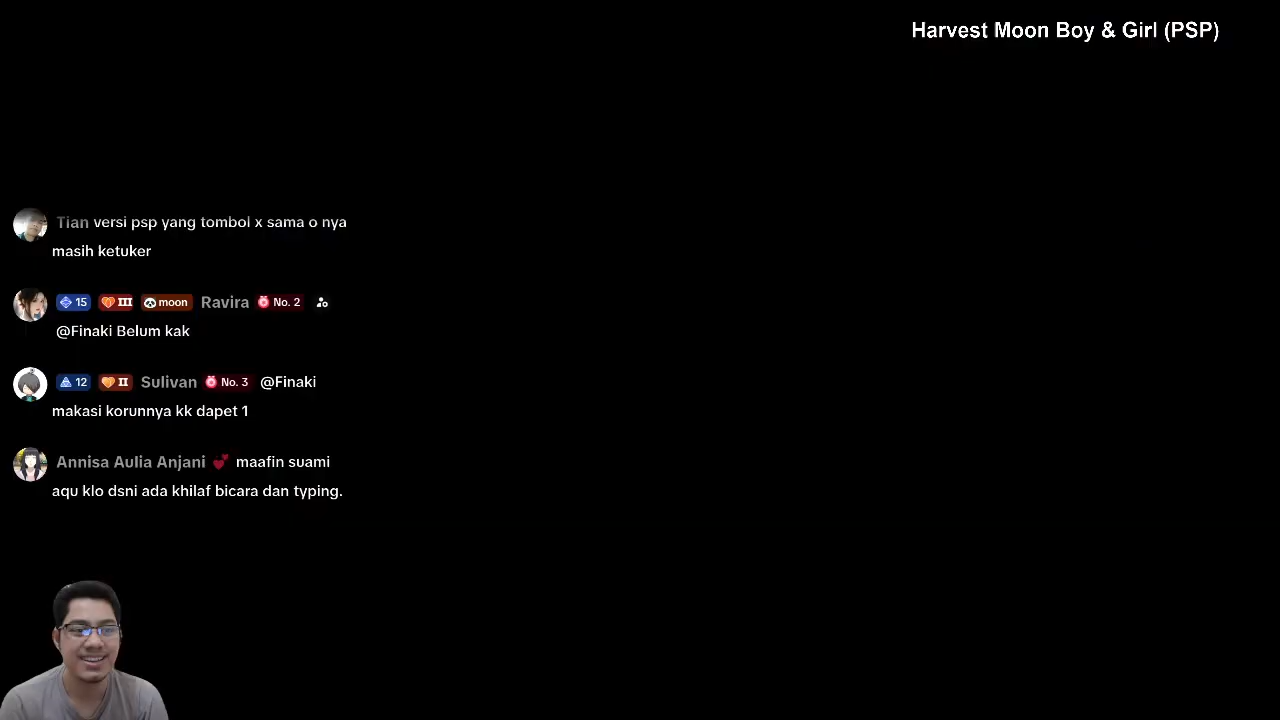 Harvest Moon Boy & Girl (PSP)
Tian versi psp yang tombol x sama o nya
masih ketuker
15 III moon Ravira No. 2
@Finaki Belum kak
12 II Sulivan No. 3 @Finaki
makasi korunnya kk dapet 1
Annisa Aulia Anjani 💕 maafin suami
aqu klo dsni ada khilaf bicara dan typing.